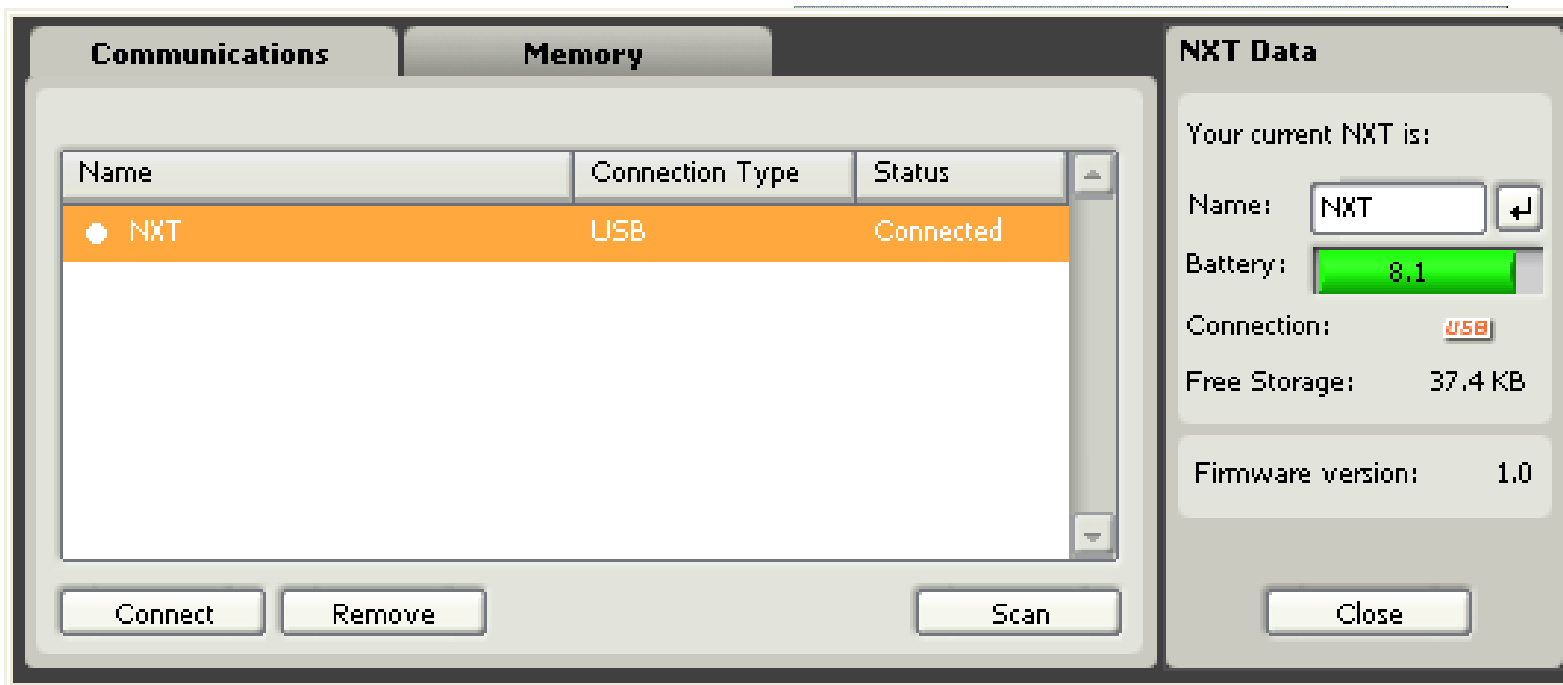 Communications Memory
Name Connection Type Status
NXT USB Connected
Connect Remove Scan
NXT Data
Your current NXT is:
Name: NXT
Battery: 8.1
Connection: USB
Free Storage: 37.4 KB
Firmware version: 1.0
Close